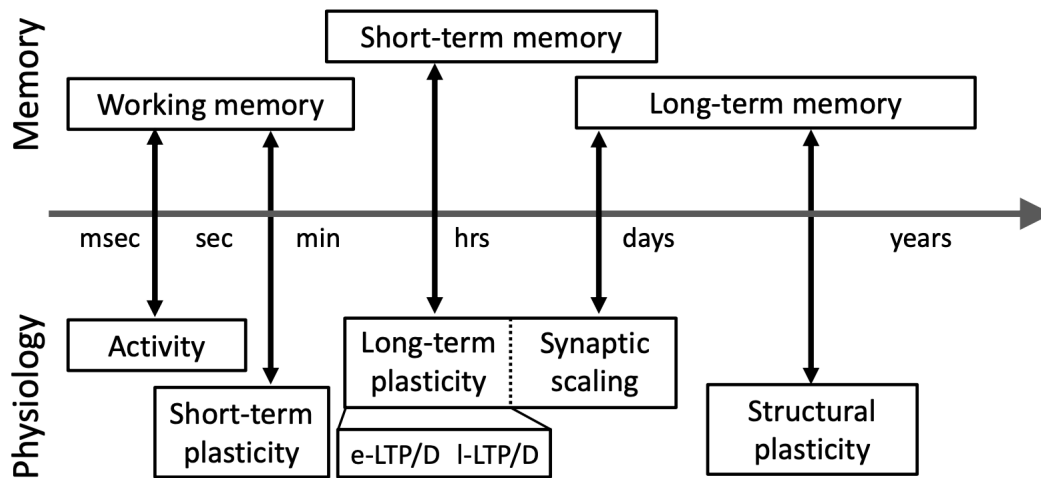 Memory
Short-term memory
Working memory
Long-term memory
msec sec min hrs days years
Physiology
Activity
Long-term
plasticity
Synaptic
scaling
Short-term
plasticity
Structural
plasticity
e-LTP/D l-LTP/D